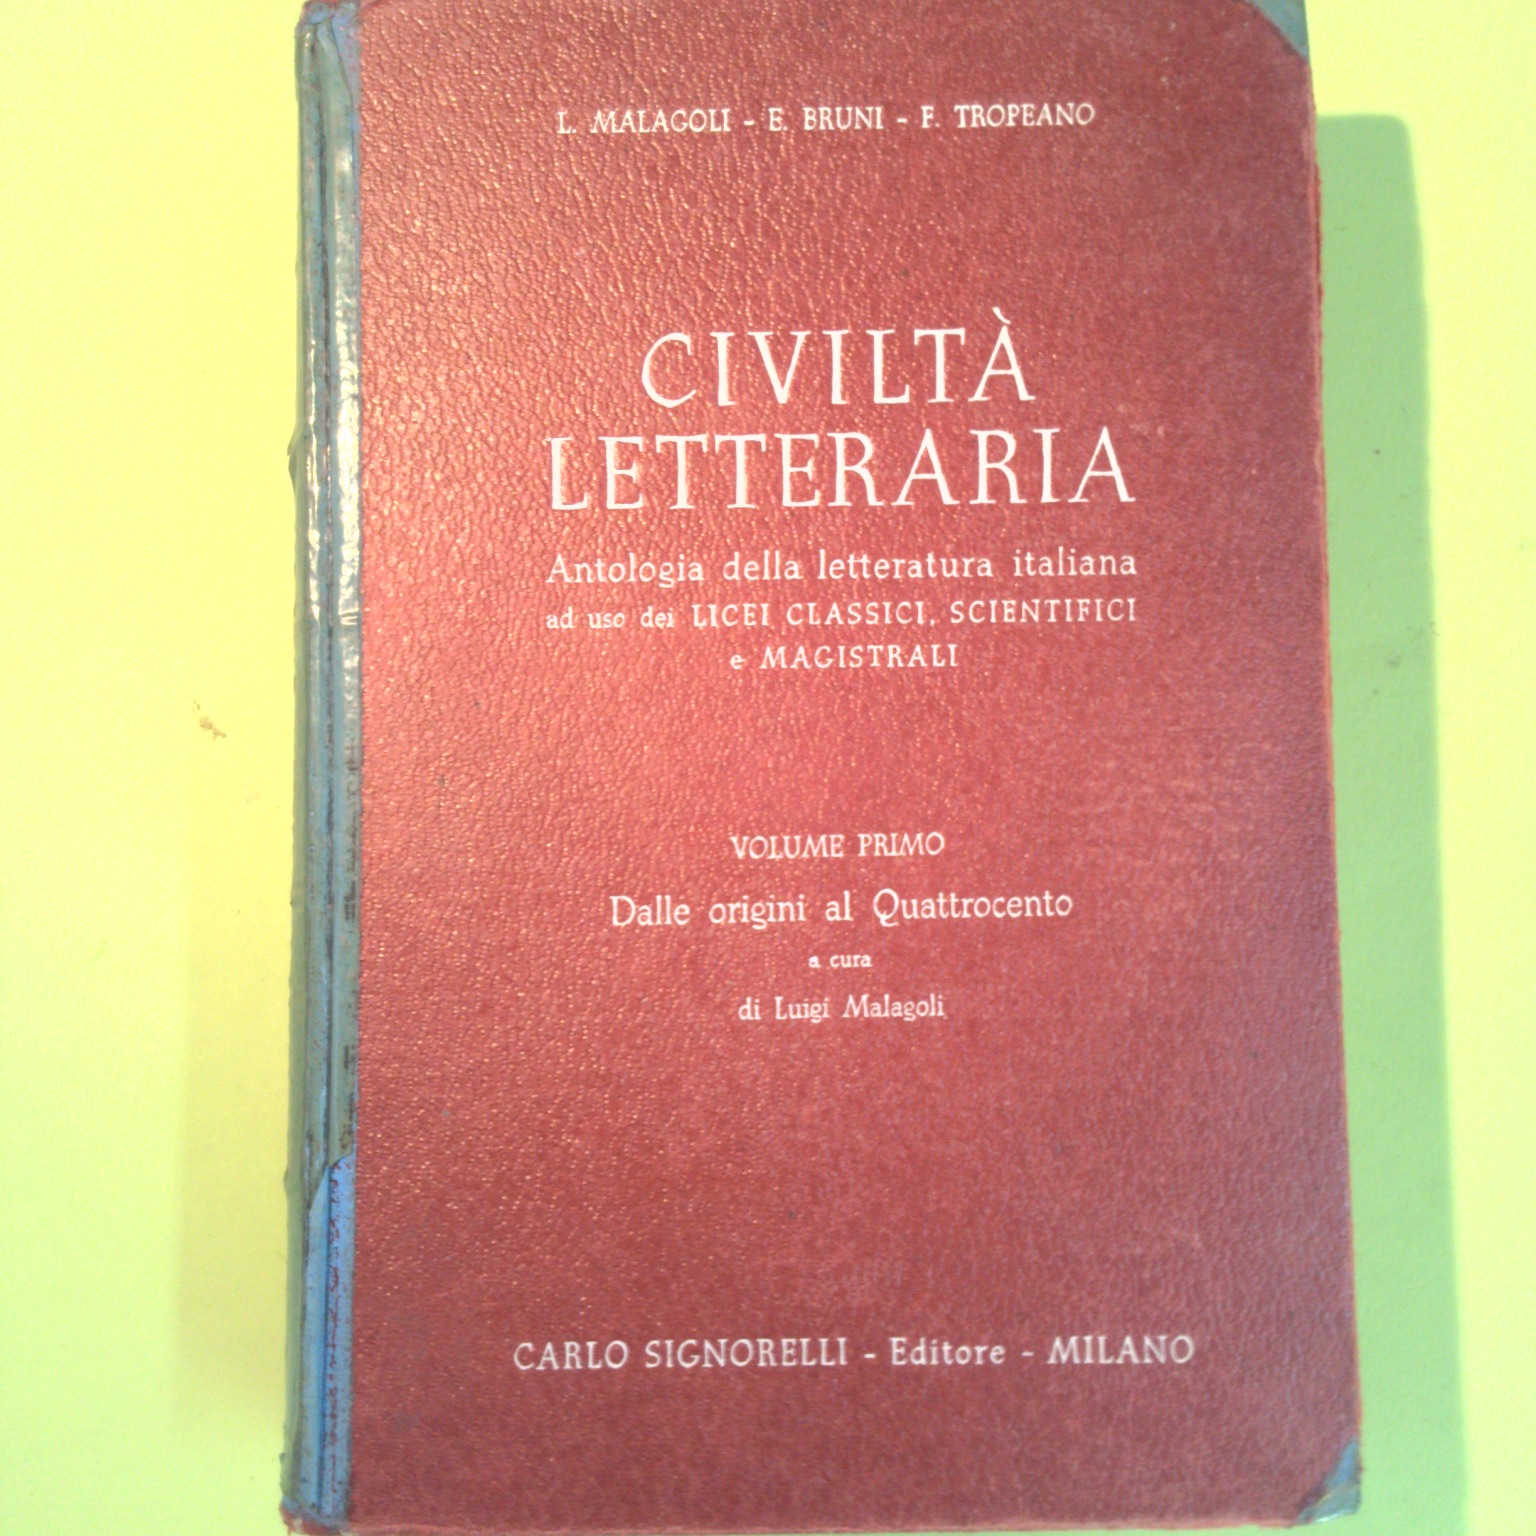 L. MALAGOLI - E. BRUNI - F. TROPEANO
CIVILTÀ
LETTERARIA
Antologia della letteratura italiana
ad uso dei LICEI CLASSICI, SCIENTIFICI
e MAGISTRALI
VOLUME PRIMO
Dalle origini al Quattrocento
a cura
di Luigi Malagoli
CARLO SIGNORELLI - Editore - MILANO